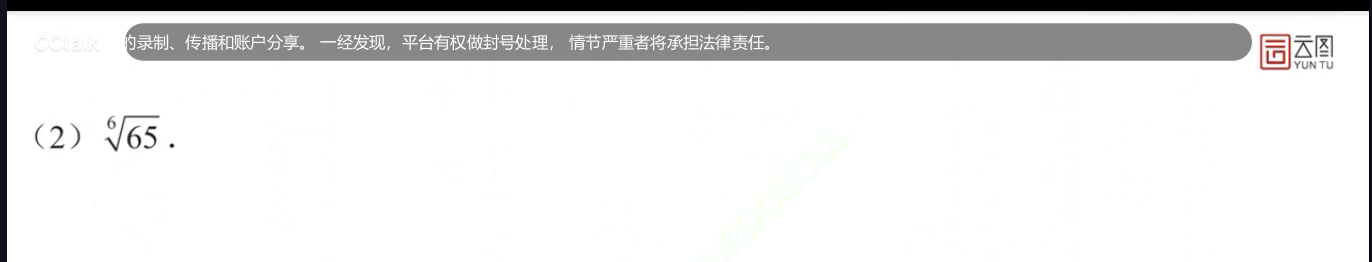 CCtalk 的录制、传播和账户分享。 一经发现，平台有权做封号处理， 情节严重者将承担法律责任。
云图
YUN TU
（2） ⁶√65 .
HEDDSOUL